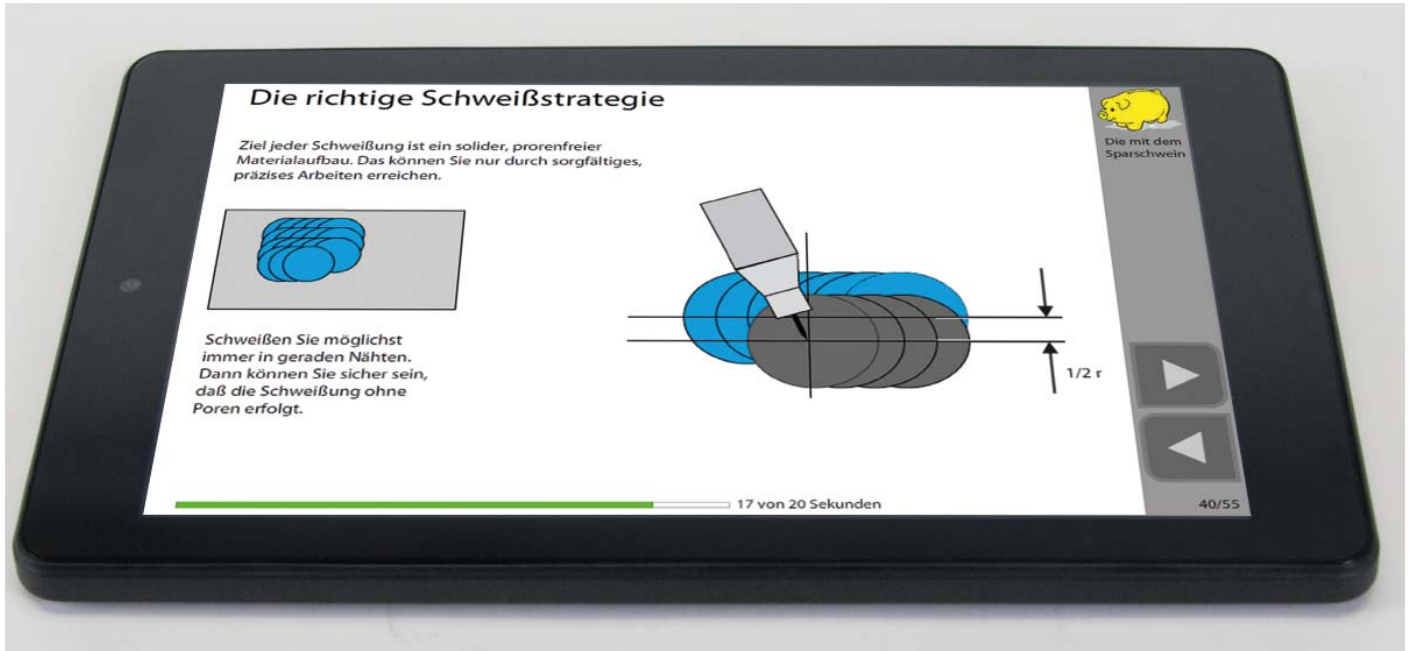 Die richtige Schweißstrategie
Ziel jeder Schweißung ist ein solider, prorenfreier
Materialaufbau. Das können Sie nur durch sorgfältiges,
präzises Arbeiten erreichen.
Schweißen Sie möglichst
immer in geraden Nähten.
Dann können Sie sicher sein,
daß die Schweißung ohne
Poren erfolgt.
1/2 r
17 von 20 Sekunden
Die mit dem
Sparschwein
40/55